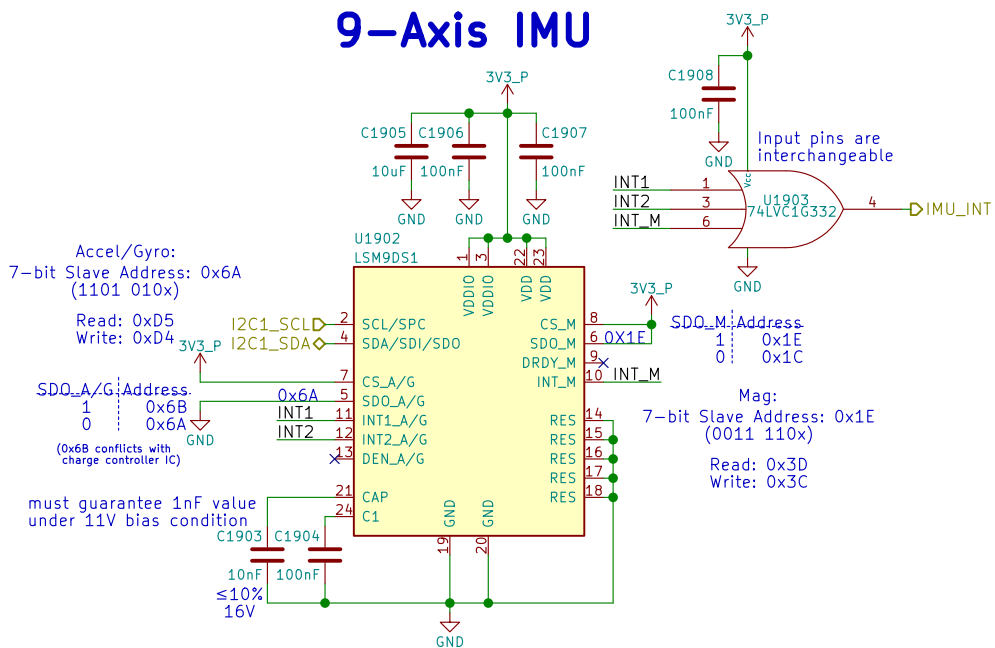 9-Axis IMU
3V3_P
C1908
100nF
GND
Input pins are
interchangeable
Vcc
INT1
1
INT2
3
INT_M
6
U1903
74LVC1G332
4
IMU_INT
GND
3V3_P
C1905
10uF
C1906
100nF
C1907
100nF
GND
GND
GND
U1902
LSM9DS1
1
3
22
23
VDDIO
VDDIO
VDD
VDD
Accel/Gyro:
7-bit Slave Address: 0x6A
(1101 010x)
Read: 0xD5
Write: 0xD4
I2C1_SCL
2
SCL/SPC
I2C1_SDA
4
SDA/SDI/SDO
3V3_P
7
CS_A/G
0x6A
5
SDO_A/G
GND
INT1
11
INT1_A/G
INT2
12
INT2_A/G
13
DEN_A/G
21
CAP
24
C1
SDO_A/G Address
1 0x6B
0 0x6A
(0x6B conflicts with
charge controller IC)
must guarantee 1nF value
under 11V bias condition
C1903
10nF
≤10%
16V
C1904
100nF
GND
GND
19
20
GND
3V3_P
CS_M
8
SDO_M
6
0X1E
DRDY_M
9
INT_M
10
INT_M
RES
14
RES
15
RES
16
RES
17
RES
18
SDO_M Address
1 0x1E
0 0x1C
Mag:
7-bit Slave Address: 0x1E
(0011 110x)
Read: 0x3D
Write: 0x3C